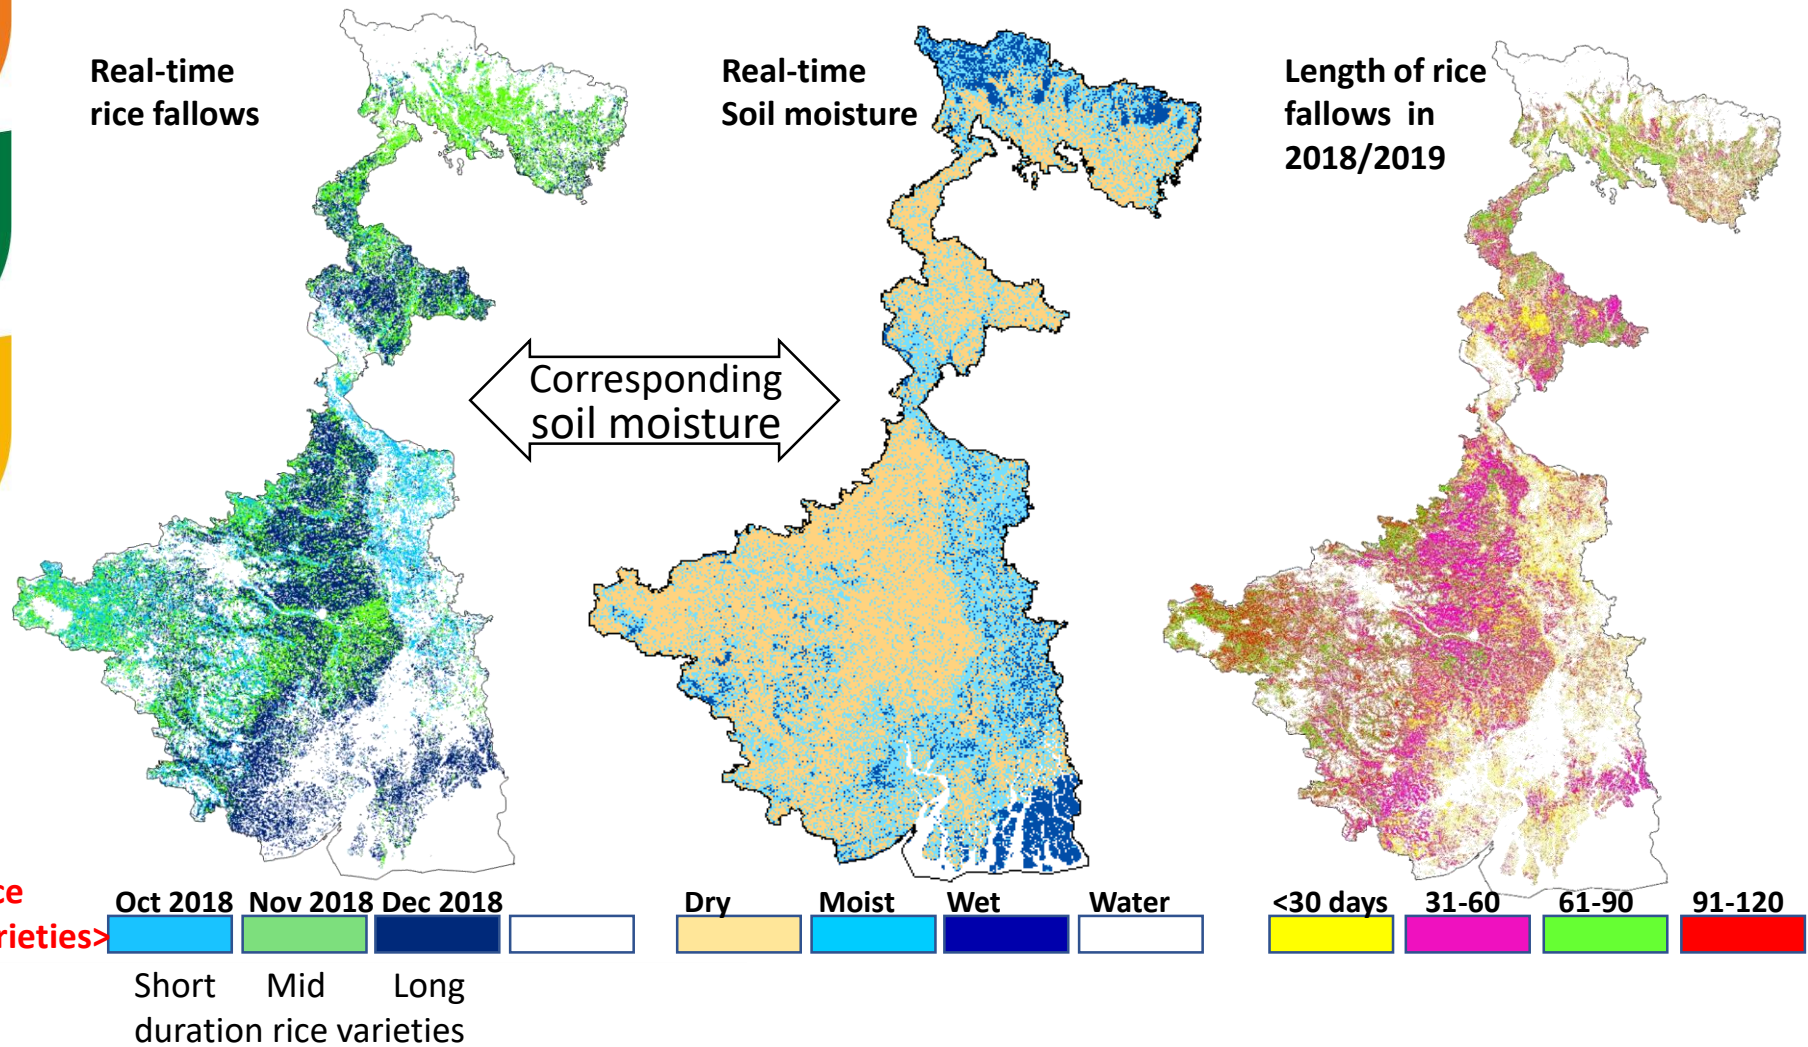 Real-time
rice fallows
Real-time
Soil moisture
Length of rice
fallows in
2018/2019
Corresponding
soil moisture
Oct 2018 Nov 2018 Dec 2018
Dry Moist Wet Water
<30 days 31-60 61-90 91-120
Short Mid Long
duration rice varieties